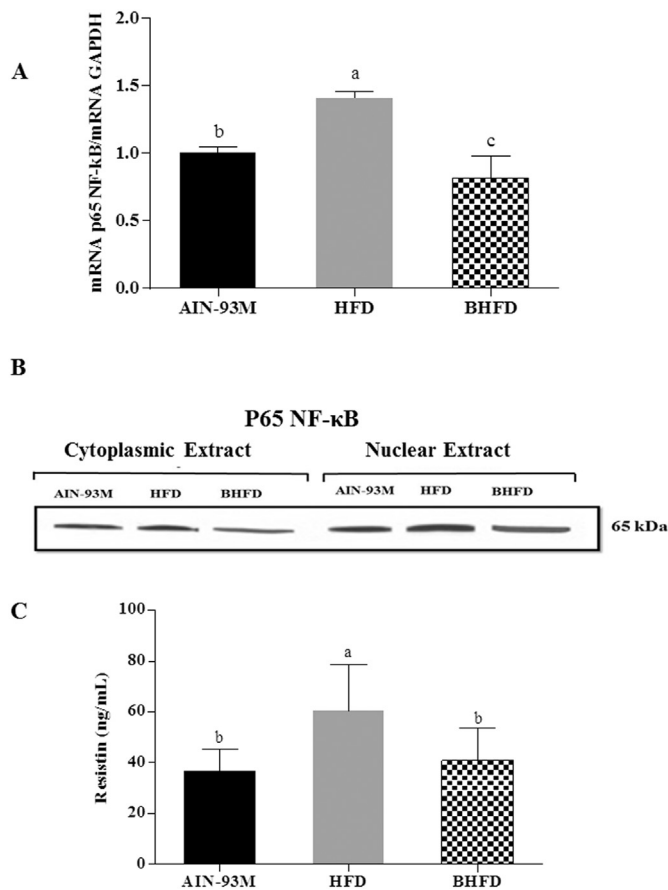 A
mRNA p65 NF-kB/mRNA GAPDH
2.0
1.5
1.0
0.5
0.0
b
a
c
AIN-93M HFD BHFD
B
P65 NF-κB
Cytoplasmic Extract Nuclear Extract
AIN-93M HFD BHFD AIN-93M HFD BHFD
65 kDa
C
Resistin (ng/mL)
100
80
60
40
20
0
b
a
b
AIN-93M HFD BHFD